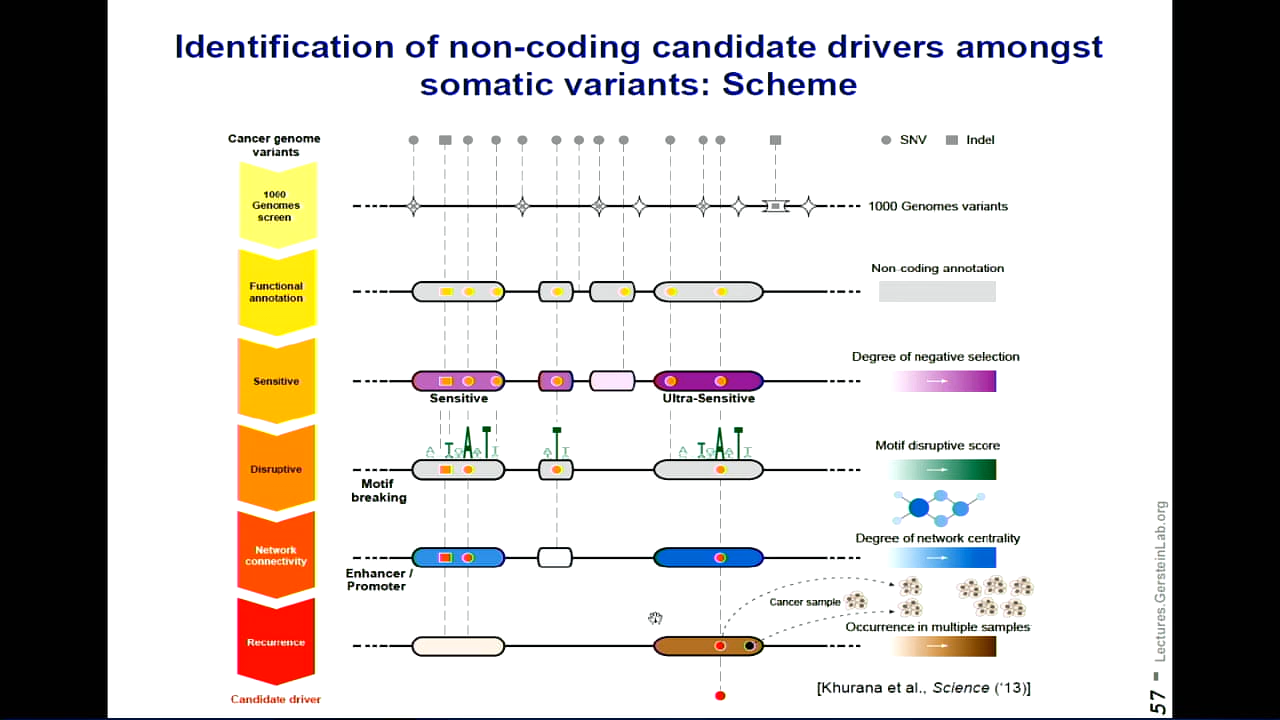 Identification of non-coding candidate drivers amongst
somatic variants: Scheme
Cancer genome
variants
SNV
Indel
1000
Genomes
screen
1000 Genomes variants
Functional
annotation
Non coding annotation
Sensitive
Degree of negative selection
Sensitive
Ultra-Sensitive
Disruptive
Motif
breaking
A T G A A T T
A T T
A T G A A T T
Motif disruptive score
Network
connectivity
Enhancer /
Promoter
Degree of network centrality
Cancer sample
Recurrence
Occurrence in multiple samples
Candidate driver
[Khurana et al., Science ('13)]
57 - Lectures.GersteinLab.org